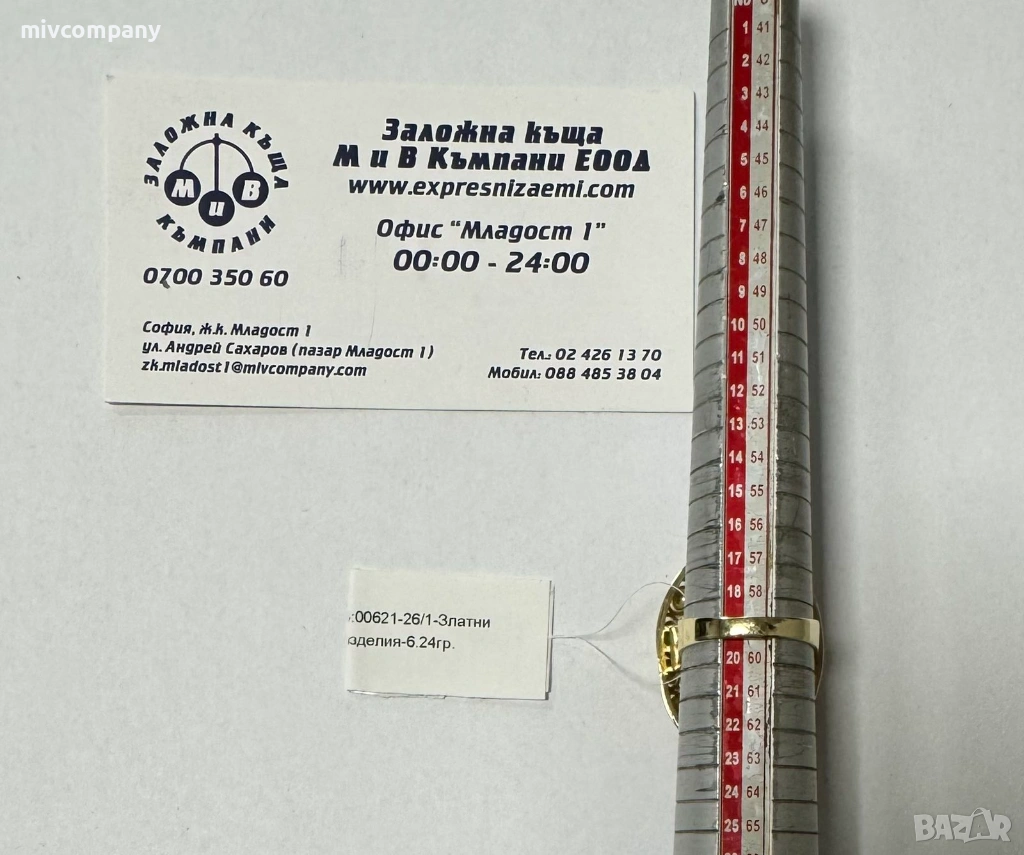 mivcompany
ЗАЛОЖНА КЪЩА
М и В
КЪМПАНИ
0700 350 60
Заложна къща
М и В Къмпани ЕООД
www.expresnizaemi.com
Офис "Младост 1"
00:00 - 24:00
София, ж.к. Младост 1
ул. Андрей Сахаров (пазар Младост 1)
zk.mladost1@mivcompany.com
Тел.: 02 426 13 70
Мобил: 088 485 38 04
:00621-26/1-Златни
зделия-6.24гр.
1 41
2 42
3 43
4 44
5 45
6 46
7 47
8 48
9 49
10 50
11 51
12 52
13 53
14 54
15 55
16 56
17 57
18 58
20 60
21 61
22 62
23 63
24 64
25 65
BAZAR